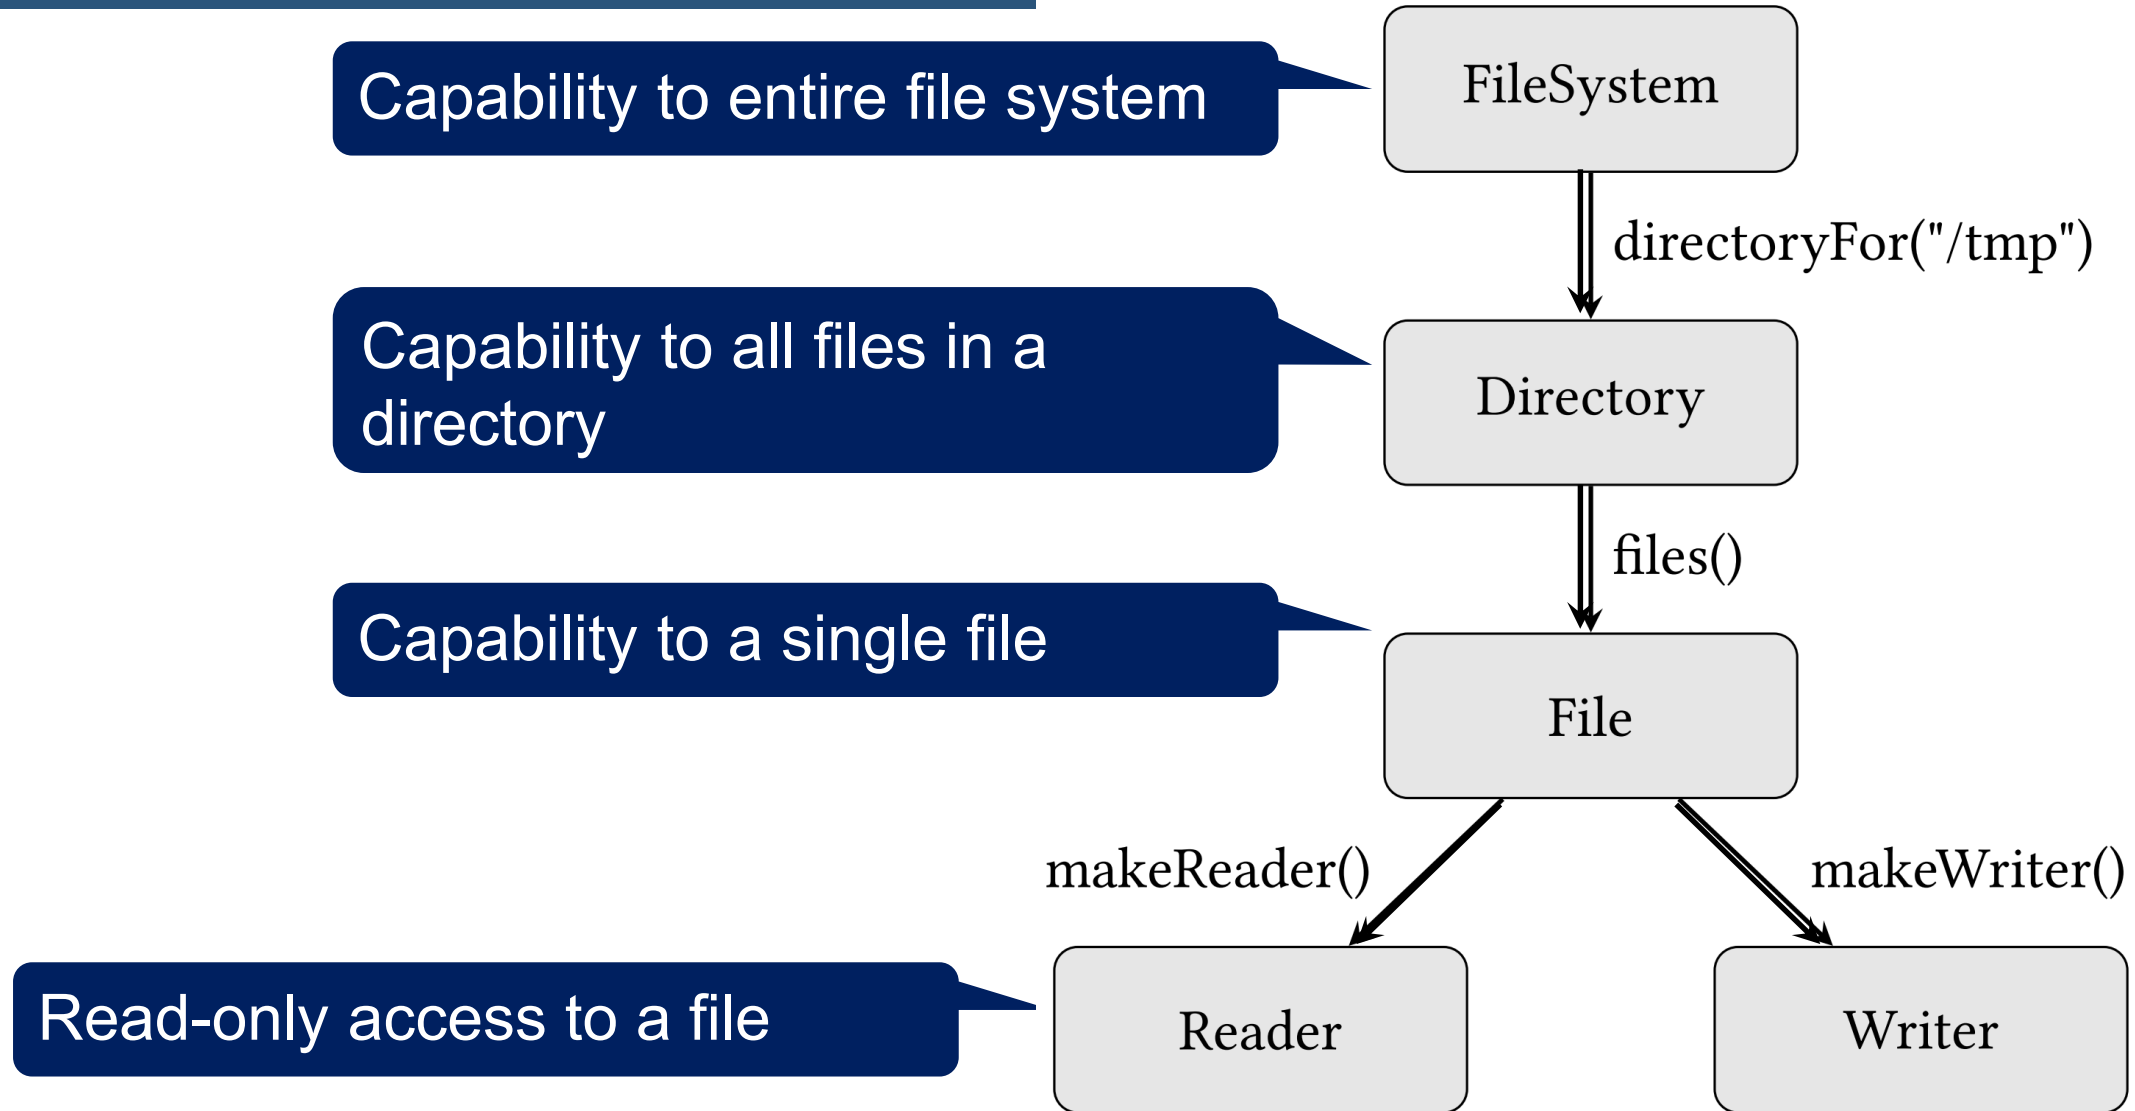 Capability to entire file system
FileSystem
directoryFor("/tmp")
Capability to all files in a
directory
Directory
files()
Capability to a single file
File
makeReader()
makeWriter()
Read-only access to a file
Reader
Writer